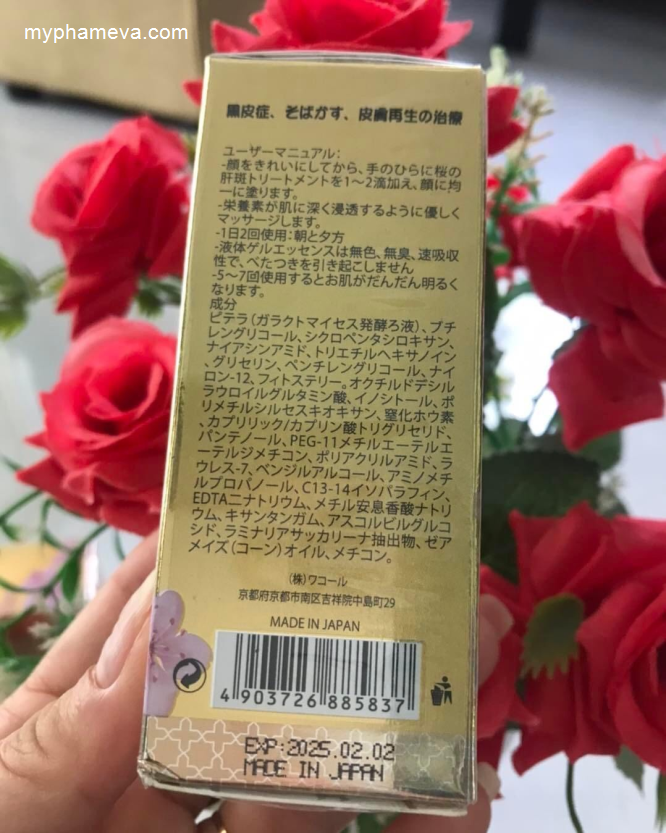 myphameva.com
黒皮症、そばかす、皮膚再生の治療
ユーザーマニュアル：
-顔をきれいにしてから、手のひらに桜の
肝斑トリートメントを1〜2滴加え、顔に均
一に塗ります。
-栄養素が肌に深く浸透するように優しく
マッサージします。
-1日2回使用：朝と夕方
-液体ゲルエッセンスは無色、無臭、速吸収
性で、べたつきを引き起こしません
-5〜7回使用するとお肌がだんだん明るく
なります。
成分
ピテラ（ガラクトマイセス発酵ろ液）、プチ
レングリコール、シクロペンタシロキサン、
ナイアシンアミド、トリエチルヘキサノイン
、グリセリン、ペンチレングリコール、ナイ
ロン-12、フィトステリー。オクチルドデシル
ラウロイルグルタミン酸、イノシトール、ポ
リメチルシルセスキオキサン、窒化ホウ素
、カプリリック/カプリン酸トリグリセリド、
パンテノール、PEG-11メチルエーテルエ
ーテルジメチコン、ポリアクリルアミド、ラ
ウレス-7、ベンジルアルコール、アミノメチ
ルプロパノール、C13-14イソパラフィン、
EDTA二ナトリウム、メチル安息香酸ナトリ
ウム、キサンタンガム、アスコルビルグルコ
シド、ラミナリアサッカリーナ抽出物、ゼア
メイズ（コーン）オイル、メチコン。
（株）ワコール
京都府京都市南区吉祥院中島町29
MADE IN JAPAN
4 903726 885837
EXP:2025.02.02
MADE IN JAPAN